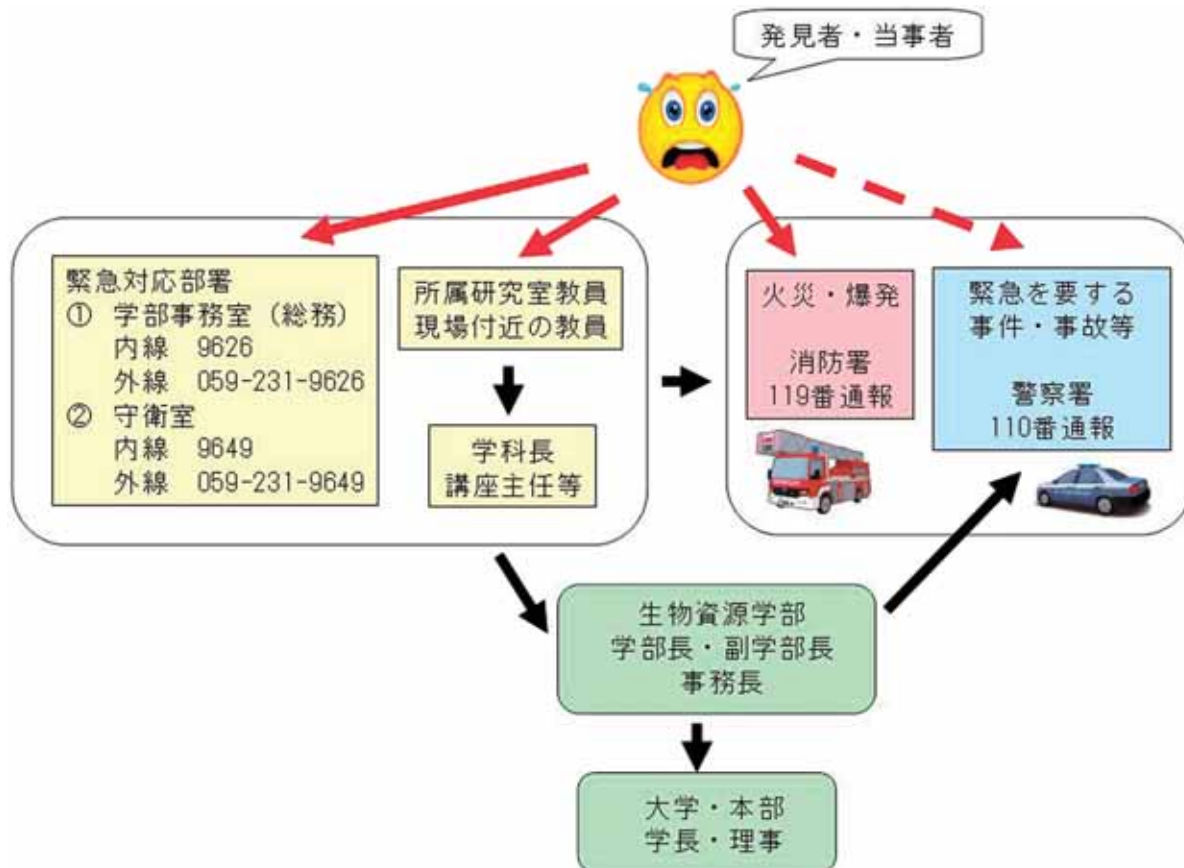 発見者・当事者
緊急対応部署
① 学部事務室（総務）
内線 9626
外線 059-231-9626
② 守衛室
内線 9649
外線 059-231-9649
所属研究室教員
現場付近の教員
学科長
講座主任等
火災・爆発
消防署
119番通報
緊急を要する
事件・事故等
警察署
110番通報
生物資源学部
学部長・副学部長
事務長
大学・本部
学長・理事